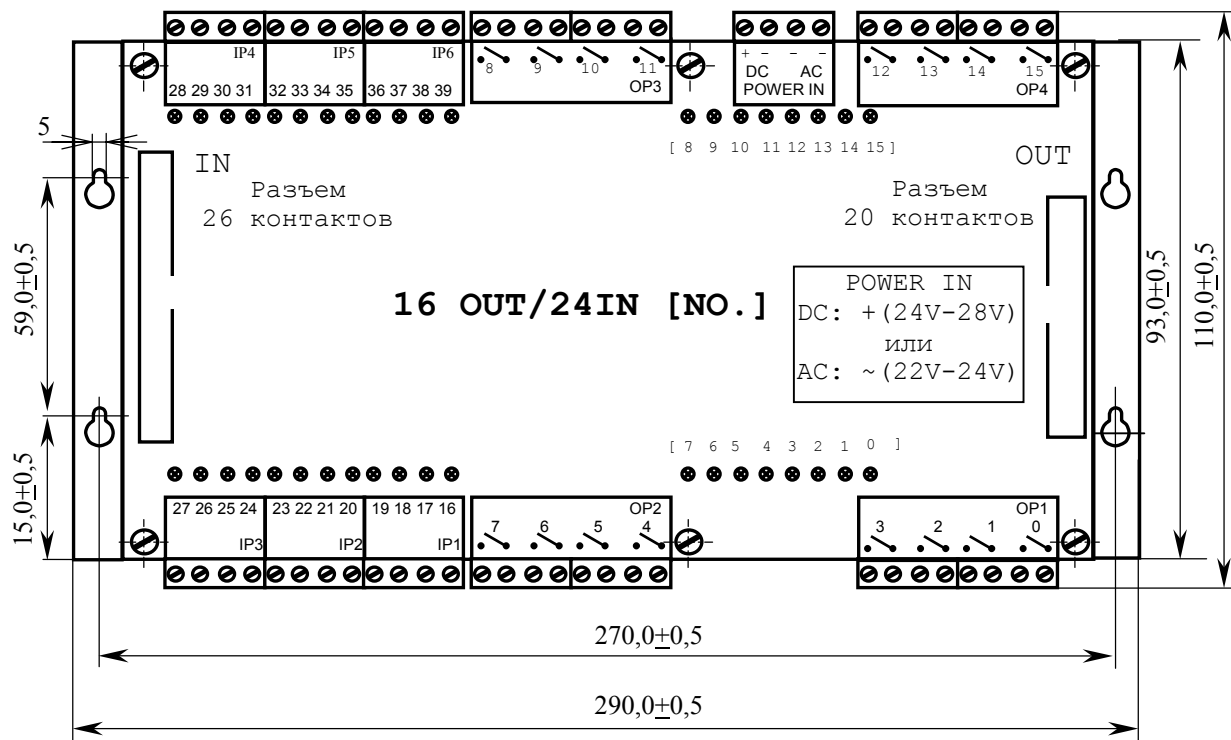 IP4 IP5 IP6
8 9 10 11
+ − − −
12 13 14 15
DC AC
28 29 30 31 32 33 34 35 36 37 38 39
OP3
POWER IN
OP4
5
[ 8 9 10 11 12 13 14 15 ]
IN
OUT
Разъем
26 контактов
Разъем
20 контактов
16 OUT/24IN [NO.]
POWER IN
DC: +(24V-28V)
или
AC: ~(22V-24V)
59,0±0,5
93,0±0,5
110,0±0,5
15,0±0,5
[ 7 6 5 4 3 2 1 0 ]
27 26 25 24 23 22 21 20 19 18 17 16
OP2
OP1
7 6 5 4
3 2 1 0
IP3 IP2 IP1
270,0±0,5
290,0±0,5